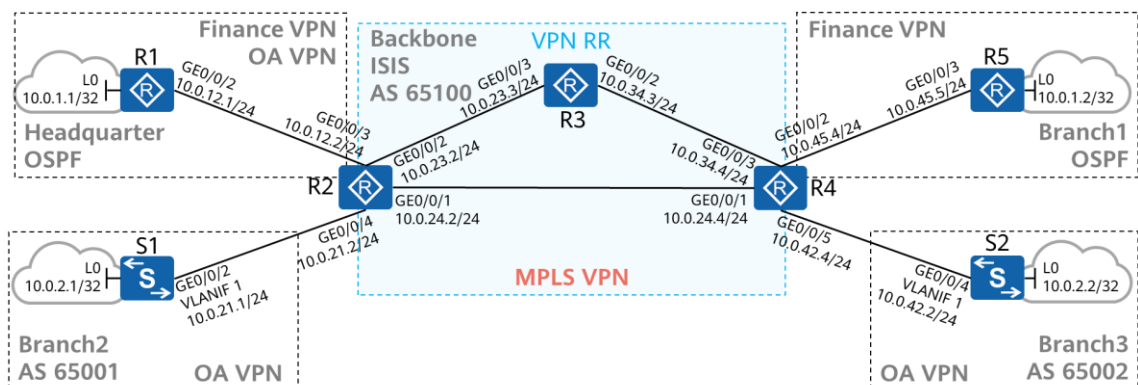 Finance VPN
OA VPN
R1
L0
10.0.1.1/32
R
GE0/0/2
10.0.12.1/24
Headquarter
OSPF
GE0/0/3
10.0.12.2/24
Backbone
ISIS
AS 65100
VPN RR
R
R3
GE0/0/3
10.0.23.3/24
GE0/0/2
10.0.34.3/24
GE0/0/2
10.0.23.2/24
GE0/0/3
10.0.34.4/24
R2
R
GE0/0/1
10.0.24.2/24
GE0/0/1
10.0.24.4/24
R
R4
MPLS VPN
Finance VPN
R5
R
L0
10.0.1.2/32
GE0/0/3
10.0.45.5/24
GE0/0/2
10.0.45.4/24
Branch1
OSPF
S1
S
L0
10.0.2.1/32
GE0/0/4
10.0.21.2/24
GE0/0/2
VLANIF 1
10.0.21.1/24
Branch2
AS 65001
OA VPN
GE0/0/5
10.0.42.4/24
S2
S
L0
10.0.2.2/32
GE0/0/4
VLANIF 1
10.0.42.2/24
Branch3
OA VPN
AS 65002